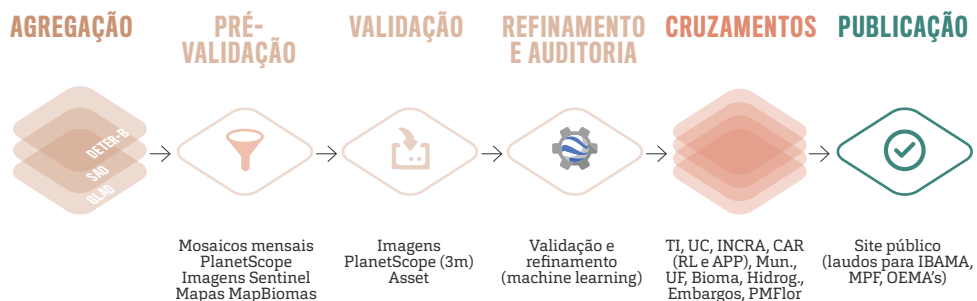 AGREGAÇÃO
DETER-B
SAD
GLAD
PRÉ-
VALIDAÇÃO
Mosaicos mensais
PlanetScope
Imagens Sentinel
Mapas MapBiomas
VALIDAÇÃO
Imagens
PlanetScope (3m)
Asset
REFINAMENTO
E AUDITORIA
Validação e
refinamento
(machine learning)
CRUZAMENTOS
TI, UC, INCRA, CAR
(RL e APP), Mun.,
UF, Bioma, Hidrog.,
Embargos, PMFlor
PUBLICAÇÃO
Site público
(laudos para IBAMA,
MPF, OEMA’s)